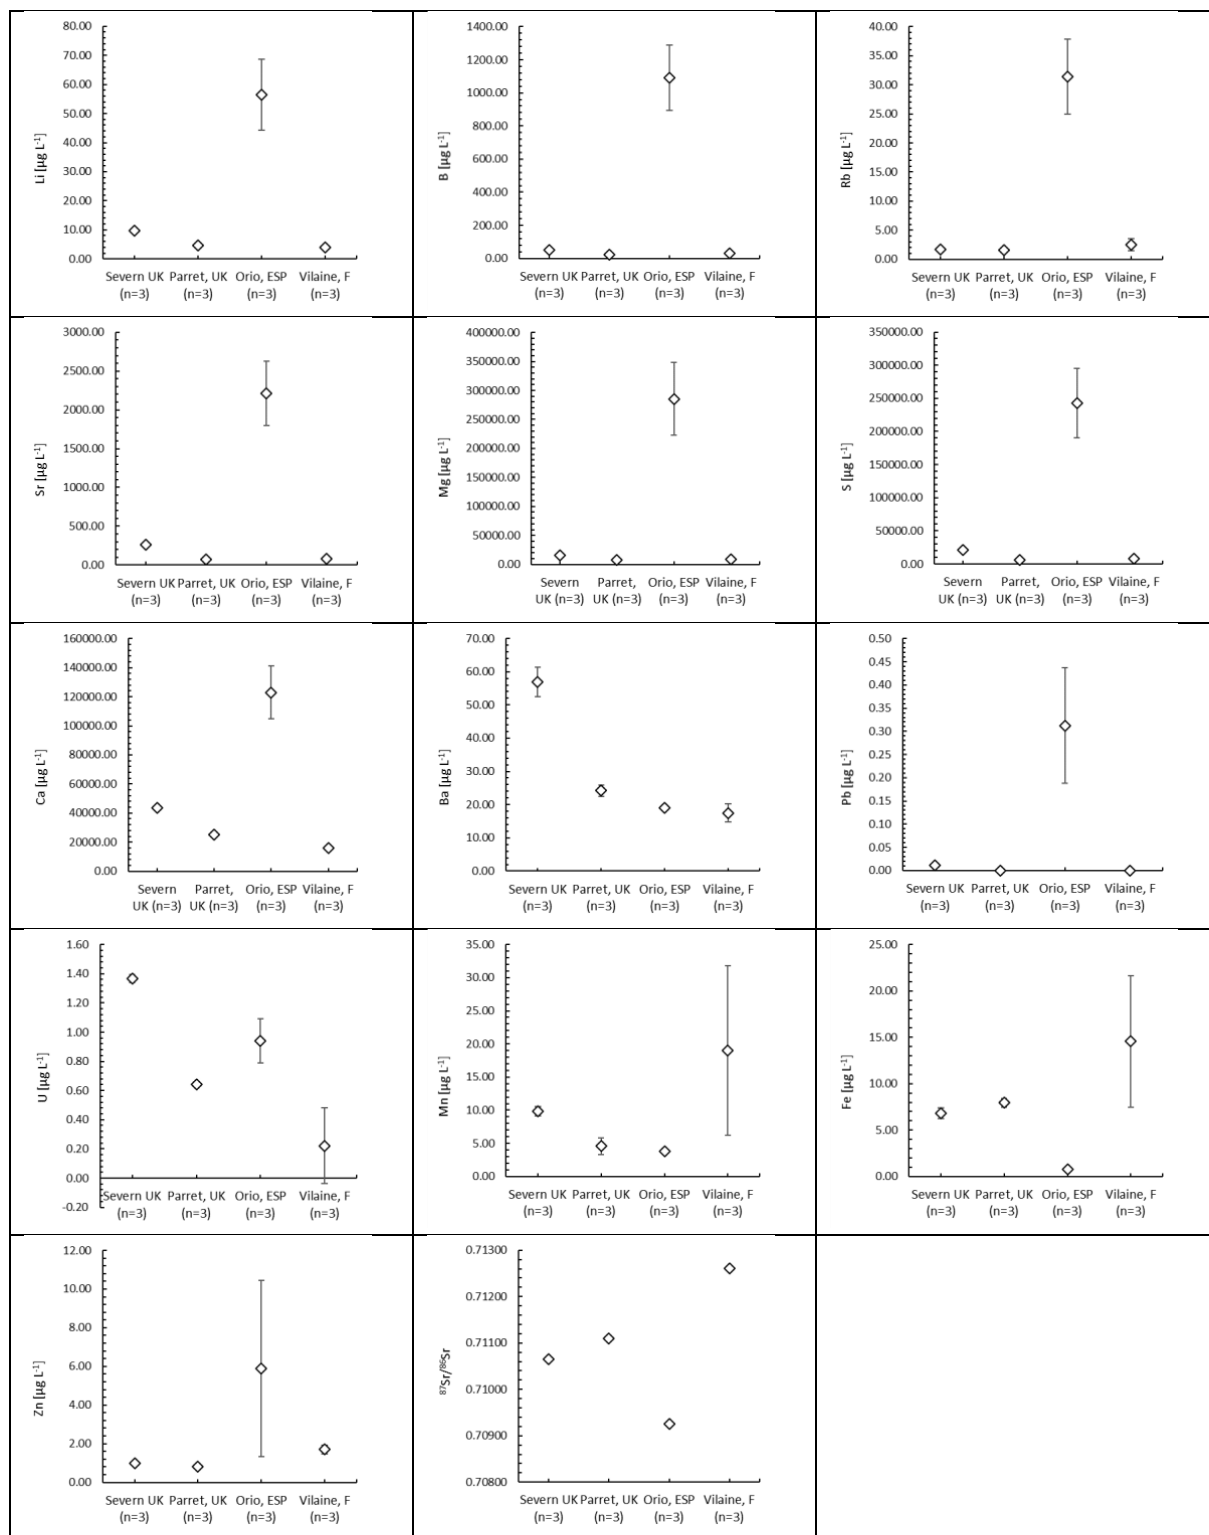 80.00
70.00
60.00
50.00
40.00
30.00
20.00
10.00
0.00
Li [µg L-1]
Severn UK Parret, UK Orio, ESP Vilaine, F
(n=3) (n=3) (n=3) (n=3)
1400.00
1200.00
1000.00
800.00
600.00
400.00
200.00
0.00
B [µg L-1]
Severn UK Parret, UK Orio, ESP Vilaine, F
(n=3) (n=3) (n=3) (n=3)
40.00
35.00
30.00
25.00
20.00
15.00
10.00
5.00
0.00
Rb [µg L-1]
Severn UK Parret, UK Orio, ESP Vilaine, F
(n=3) (n=3) (n=3) (n=3)
3000.00
2500.00
2000.00
1500.00
1000.00
500.00
0.00
Sr [µg L-1]
Severn UK Parret, UK Orio, ESP Vilaine, F
(n=3) (n=3) (n=3) (n=3)
400000.00
350000.00
300000.00
250000.00
200000.00
150000.00
100000.00
50000.00
0.00
Mg [µg L-1]
Severn Parret, Orio, ESP Vilaine, F
UK (n=3) UK (n=3) (n=3) (n=3)
350000.00
300000.00
250000.00
200000.00
150000.00
100000.00
50000.00
0.00
S [µg L-1]
Severn Parret, Orio, ESP Vilaine, F
UK (n=3) UK (n=3) (n=3) (n=3)
160000.00
140000.00
120000.00
100000.00
80000.00
60000.00
40000.00
20000.00
0.00
Ca [µg L-1]
Severn Parret, Orio, ESP Vilaine, F
UK (n=3) UK (n=3) (n=3) (n=3)
70.00
60.00
50.00
40.00
30.00
20.00
10.00
0.00
Ba [µg L-1]
Severn UK Parret, UK Orio, ESP Vilaine, F
(n=3) (n=3) (n=3) (n=3)
0.50
0.45
0.40
0.35
0.30
0.25
0.20
0.15
0.10
0.05
0.00
Pb [µg L-1]
Severn UK Parret, UK Orio, ESP Vilaine, F
(n=3) (n=3) (n=3) (n=3)
1.60
1.40
1.20
1.00
0.80
0.60
0.40
0.20
0.00
-0.20
U [µg L-1]
Severn UK Parret, UK Orio, ESP Vilaine, F
(n=3) (n=3) (n=3) (n=3)
35.00
30.00
25.00
20.00
15.00
10.00
5.00
0.00
Mn [µg L-1]
Severn UK Parret, UK Orio, ESP Vilaine, F
(n=3) (n=3) (n=3) (n=3)
25.00
20.00
15.00
10.00
5.00
0.00
Fe [µg L-1]
Severn UK Parret, UK Orio, ESP Vilaine, F
(n=3) (n=3) (n=3) (n=3)
12.00
10.00
8.00
6.00
4.00
2.00
0.00
Zn [µg L-1]
Severn UK Parret, UK Orio, ESP Vilaine, F
(n=3) (n=3) (n=3) (n=3)
0.71300
0.71200
0.71100
0.71000
0.70900
0.70800
87Sr/86Sr
Severn UK Parret, UK Orio, ESP Vilaine, F
(n=3) (n=3) (n=3) (n=3)